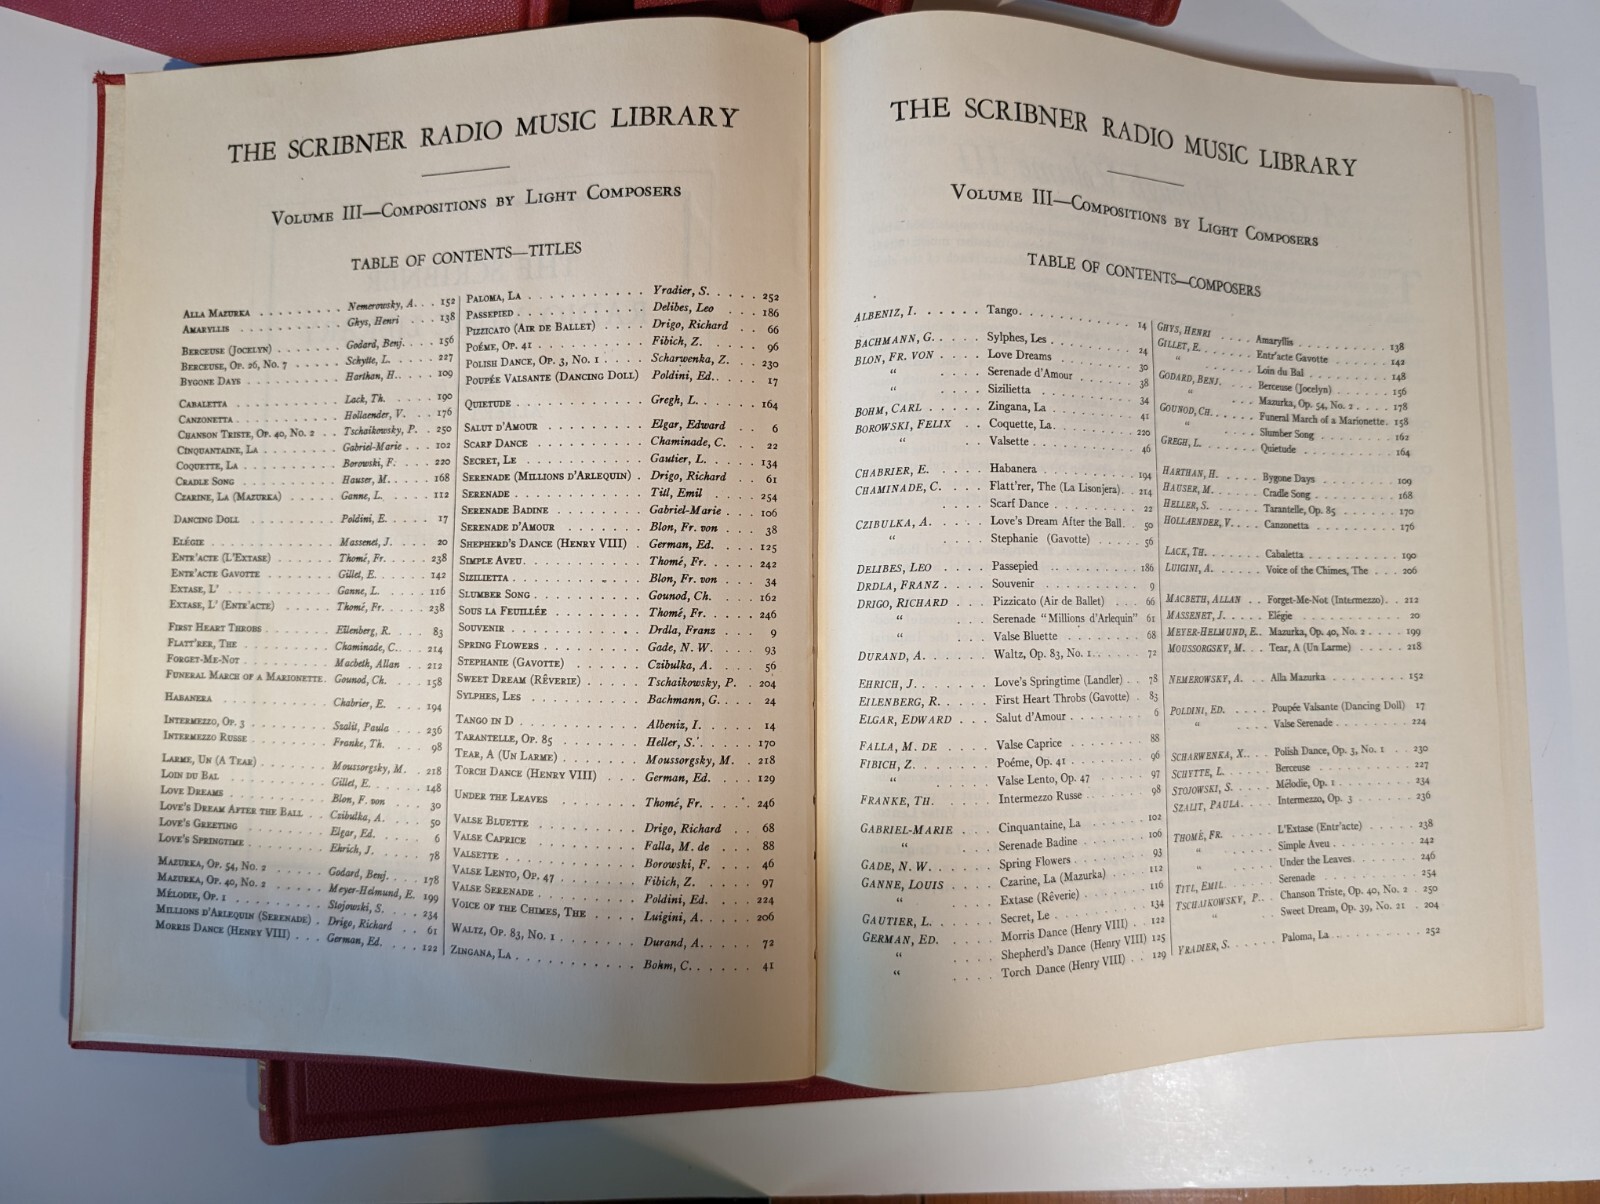 THE SCRIBNER RADIO MUSIC LIBRARY
VOLUME III—COMPOSITIONS BY LIGHT COMPOSERS
TABLE OF CONTENTS—TITLES
ALLA MAZURKA . . . . . . . . . Nemerowsky, A. . . 152
AMARYLLIS . . . . . . . . . Ghys, Henri . . . . 138
BERCEUSE (JOCELYN) . . . . . . . Godard, Benj. . . . 156
BERCEUSE, OP. 26, NO. 7 . . . . . Schytte, L. . . . . 227
BYGONE DAYS . . . . . . . . . Harthan, H. . . . . 109
CABALETTA . . . . . . . . . Lack, Th. . . . . 190
CANZONETTA . . . . . . . . . Hollaender, V. . . . 176
CHANSON TRISTE, OP. 40, NO. 2 . . . Tschaikowsky, P. . 250
CINQUANTAINE, LA . . . . . . . Gabriel-Marie . . . 102
COQUETTE, LA . . . . . . . . . Borowski, F. . . . 220
CRADLE SONG . . . . . . . . . Hauser, M. . . . . 168
CZARINE, LA (MAZURKA) . . . . . . Ganne, L. . . . . 112
DANCING DOLL . . . . . . . . . Poldini, E. . . . . 17
ELÉGIE . . . . . . . . . Massenet, J. . . . . 20
ENTR'ACTE (L'EXTASE) . . . . . . Thomé, Fr. . . . . 238
ENTR'ACTE GAVOTTE . . . . . . . Gillet, E. . . . . 142
EXTASE, L' . . . . . . . . . Ganne, L. . . . . 116
EXTASE, L' (ENTR'ACTE) . . . . . . Thomé, Fr. . . . . 238
FIRST HEART THROBS . . . . . . . Eilenberg, R. . . . 83
FLATT'RER, THE . . . . . . . . Chaminade, C. . . . 214
FORGET-ME-NOT . . . . . . . . Macbeth, Allan . . 212
FUNERAL MARCH OF A MARIONETTE. Gounod, Ch. . . . . 158
HABANERA . . . . . . . . . Chabrier, E. . . . . 194
INTERMEZZO, OP. 3 . . . . . . . Szalit, Paula . . . 236
INTERMEZZO RUSSE . . . . . . . Franke, Th. . . . . 98
LARME, UN (A TEAR) . . . . . . . Moussorgsky, M. . 218
LOIN DU BAL . . . . . . . . . Gillet, E. . . . . 148
LOVE DREAMS . . . . . . . . . Blon, F. von . . . 30
LOVE'S DREAM AFTER THE BALL . . . Czibulka, A. . . . 50
LOVE'S GREETING . . . . . . . . Elgar, Ed. . . . . 6
LOVE'S SPRINGTIME . . . . . . . Ehrich, J. . . . . 78
MAZURKA, OP. 54, NO. 2 . . . . . . Godard, Benj. . . . 178
MAZURKA, OP. 40, NO. 2 . . . . . . Meyer-Helmund, E. 199
MÉLODIE, OP. 1 . . . . . . . . Stojowski, S. . . . 234
MILLIONS D'ARLEQUIN (SERENADE) . Drigo, Richard . . 61
MORRIS DANCE (HENRY VIII) . . . . German, Ed. . . . 122
PALOMA, LA . . . . . . . . . Yradier, S. . . . . 252
PASSEPIED . . . . . . . . . Delibes, Leo . . . . 186
PIZZICATO (AIR DE BALLET) . . . . Drigo, Richard . . 66
POÉME, OP. 41 . . . . . . . . Fibich, Z. . . . . 96
POLISH DANCE, OP. 3, NO. 1 . . . . Scharwenka, Z. . . 230
POUPÉE VALSANTE (DANCING DOLL) Poldini, Ed. . . . . 17
QUIETUDE . . . . . . . . . Gregh, L. . . . . 164
SALUT D'AMOUR . . . . . . . . Elgar, Edward . . . 6
SCARF DANCE . . . . . . . . . Chaminade, C. . . . 22
SECRET, LE . . . . . . . . . Gautier, L. . . . . 134
SERENADE (MILLIONS D'ARLEQUIN) . Drigo, Richard . . 61
SERENADE . . . . . . . . . Titl, Emil . . . . 254
SERENADE BADINE . . . . . . . Gabriel-Marie . . . 106
SERENADE D'AMOUR . . . . . . . Blon, Fr. von . . . 38
SHEPHERD'S DANCE (HENRY VIII) . German, Ed. . . . 125
SIMPLE AVEU . . . . . . . . . Thomé, Fr. . . . . 242
SIZILIETTA . . . . . . . . . Blon, Fr. von . . . 34
SLUMBER SONG . . . . . . . . Gounod, Ch. . . . . 162
SOUS LA FEUILLÉE . . . . . . . Thomé, Fr. . . . . 246
SOUVENIR . . . . . . . . . Drdla, Franz . . . 9
SPRING FLOWERS . . . . . . . . Gade, N. W. . . . 93
STEPHANIE (GAVOTTE) . . . . . . Czibulka, A. . . . 56
SWEET DREAM (RÊVERIE) . . . . . Tschaikowsky, P. . 204
SYLPHES, LES . . . . . . . . Bachmann, G. . . . 24
TANGO IN D . . . . . . . . . Albeniz, I. . . . . 14
TARANTELLE, OP. 85 . . . . . . . Heller, S. . . . . 170
TEAR, A (UN LARME) . . . . . . . Moussorgsky, M. . 218
TORCH DANCE (HENRY VIII) . . . . German, Ed. . . . 129
UNDER THE LEAVES . . . . . . . Thomé, Fr. . . . . 246
VALSE BLUETTE . . . . . . . . Drigo, Richard . . 68
VALSE CAPRICE . . . . . . . . Falla, M. de . . . 88
VALSETTE . . . . . . . . . Borowski, F. . . . 46
VALSE LENTO, OP. 47 . . . . . . . Fibich, Z. . . . . 97
VALSE SERENADE . . . . . . . . Poldini, Ed. . . . 224
VOICE OF THE CHIMES, THE . . . . Luigini, A. . . . . 206
WALTZ, OP. 83, NO. 1 . . . . . . . Durand, A. . . . . 72
ZINGANA, LA . . . . . . . . . Bohm, C. . . . . 41
THE SCRIBNER RADIO MUSIC LIBRARY
VOLUME III—COMPOSITIONS BY LIGHT COMPOSERS
TABLE OF CONTENTS—COMPOSERS
ALBENIZ, I. . . . . . Tango. . . . . . . . . 14
BACHMANN, G. . . . . Sylphes, Les . . . . . . 24
BLON, FR. VON . . . . Love Dreams . . . . . . 30
“ . . . . Serenade d'Amour . . . . . 38
“ . . . . Sizilietta . . . . . . 34
BOHM, CARL . . . . Zingana, La . . . . . . 41
BOROWSKI, FELIX . . Coquette, La. . . . . . . 220
“ . . . . Valsette . . . . . . 46
CHABRIER, E. . . . . Habanera . . . . . . 194
CHAMINADE, C. . . . . Flatt'rer, The (La Lisonjera) . . 214
. . . . Scarf Dance . . . . . . 22
CZIBULKA, A. . . . . Love's Dream After the Ball. . . 50
“ . . . . Stephanie (Gavotte) . . . . . 56
DELIBES, LEO . . . . Passepied . . . . . . 186
DRDLA, FRANZ . . . . Souvenir . . . . . . 9
DRIGO, RICHARD . . . Pizzicato (Air de Ballet) . . . 66
“ . . . . Serenade “Millions d'Arlequin” 61
“ . . . . Valse Bluette . . . . . . 68
DURAND, A. . . . . . Waltz, Op. 83, No. 1. . . . . 72
EHRICH, J. . . . . . Love's Springtime (Landler) . . 78
EILENBERG, R. . . . . First Heart Throbs (Gavotte) . . 83
ELGAR, EDWARD . . . Salut d'Amour . . . . . . 6
FALLA, M. DE . . . . Valse Caprice . . . . . . 88
FIBICH, Z. . . . . . Poéme, Op. 41 . . . . . . 96
“ . . . . Valse Lento, Op. 47 . . . . . 97
FRANKE, TH. . . . . Intermezzo Russe . . . . . 98
GABRIEL-MARIE . . . Cinquantaine, La . . . . . 102
“ . . . . Serenade Badine . . . . . 106
GADE, N. W. . . . . Spring Flowers . . . . . . 93
GANNE, LOUIS . . . . Czarine, La (Mazurka) . . . . 112
“ . . . . Extase (Rêverie) . . . . . 116
GAUTIER, L. . . . . Secret, Le . . . . . . 134
GERMAN, ED. . . . . Morris Dance (Henry VIII) . . . 122
“ . . . . Shepherd's Dance (Henry VIII) 125
“ . . . . Torch Dance (Henry VIII) . . . 129
GHYS, HENRI . . . . Amaryllis . . . . . . 138
GILLET, E. . . . . . Entr'acte Gavotte . . . . . 142
“ . . . . Loin du Bal . . . . . . 148
GODARD, BENJ. . . . Berceuse (Jocelyn) . . . . . 156
“ . . . . Mazurka, Op. 54, No. 2 . . . . 178
GOUNOD, CH. . . . . Funeral March of a Marionette. 158
“ . . . . Slumber Song . . . . . . 162
GREGH, L. . . . . . Quietude . . . . . . 164
HARTHAN, H. . . . . Bygone Days . . . . . . 109
HAUSER, M. . . . . . Cradle Song . . . . . . 168
HELLER, S. . . . . . Tarantelle, Op. 85 . . . . . 170
HOLLAENDER, V. . . . Canzonetta . . . . . . 176
LACK, TH. . . . . . Cabaletta . . . . . . 190
LUIGINI, A. . . . . . Voice of the Chimes, The . . . 206
MACBETH, ALLAN . . Forget-Me-Not (Intermezzo). . . 212
MASSENET, J. . . . . Elégie . . . . . . 20
MEYER-HELMUND, E. . Mazurka, Op. 40, No. 2 . . . . 199
MOUSSORGSKY, M. . . Tear, A (Un Larme) . . . . . 218
NEMEROWSKY, A. . . . Alla Mazurka . . . . . . 152
POLDINI, ED. . . . . Poupée Valsante (Dancing Doll) 17
“ . . . . Valse Serenade . . . . . . 224
SCHARWENKA, X. . . . Polish Dance, Op. 3, No. 1 . . 230
SCHYTTE, L. . . . . Berceuse . . . . . . 227
STOJOWSKI, S. . . . . Mélodie, Op. 1 . . . . . . 234
SZALIT, PAULA . . . . Intermezzo, Op. 3 . . . . . 236
THOMÉ, FR. . . . . . L'Extase (Entr'acte) . . . . . 238
“ . . . . Simple Aveu . . . . . . 242
“ . . . . Under the Leaves . . . . . 246
TITL, EMIL . . . . . Serenade . . . . . . 254
TSCHAIKOWSKY, P. . . Chanson Triste, Op. 40, No. 2 . 250
“ . . . . Sweet Dream, Op. 39, No. 21 . . 204
YRADIER, S. . . . . . Paloma, La . . . . . . 252